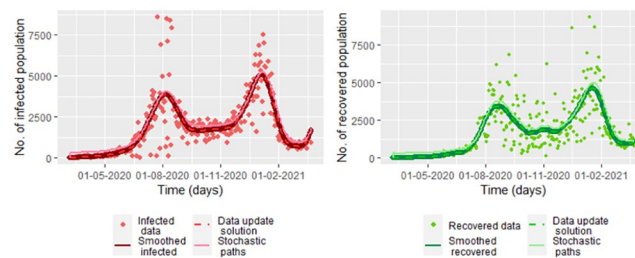 No. of infected population
7500
5000
2500
0
01-05-2020 01-08-2020 01-11-2020 01-02-2021
Time (days)
Infected data
Data update solution
Smoothed infected
Stochastic paths
No. of recovered population
7500
5000
2500
0
01-05-2020 01-08-2020 01-11-2020 01-02-2021
Time (days)
Recovered data
Data update solution
Smoothed recovered
Stochastic paths